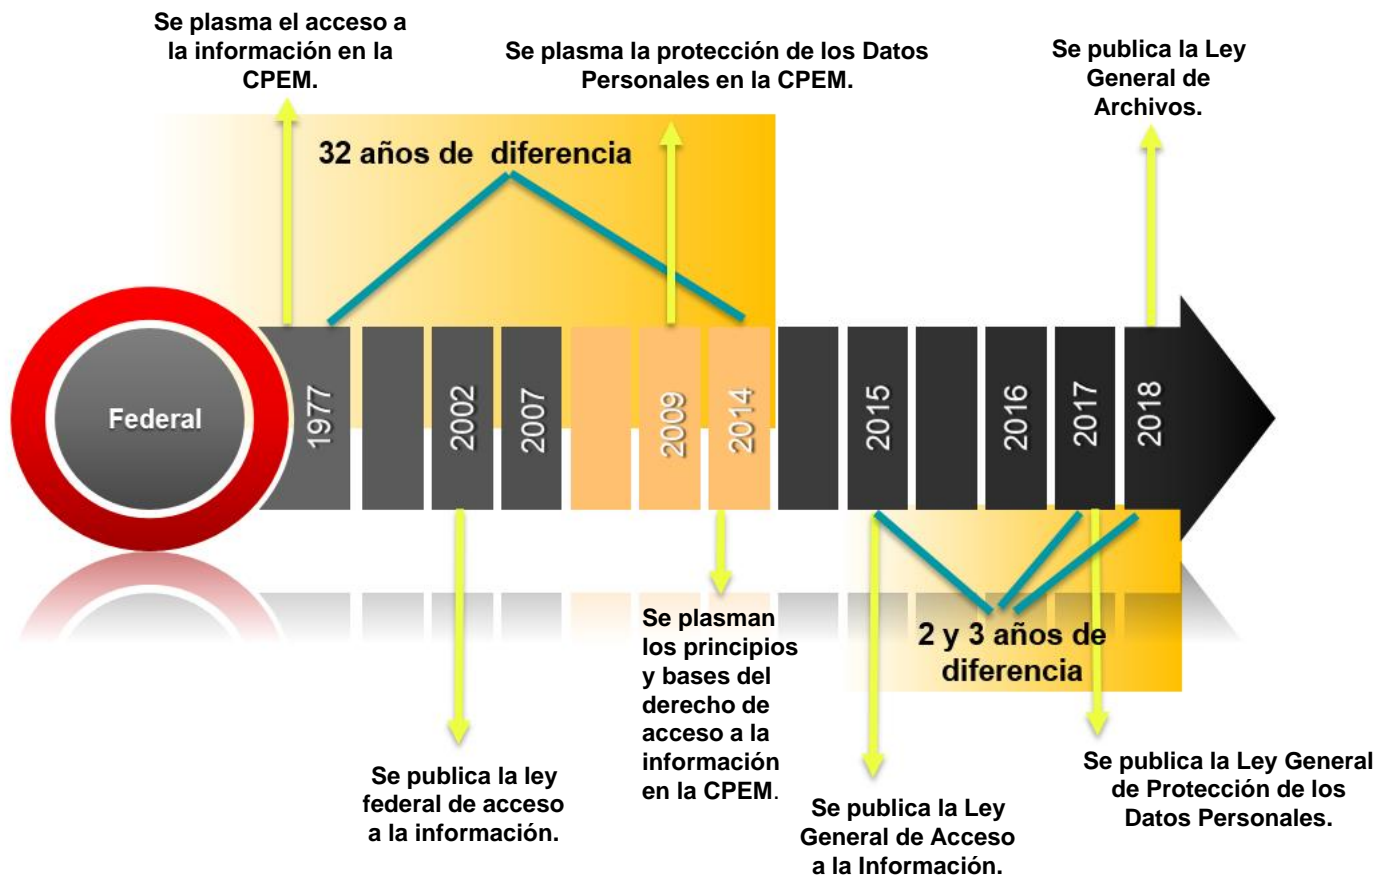 Se plasma el acceso a
la información en la
CPEM.
Se plasma la protección de los Datos
Personales en la CPEM.
Se publica la Ley
General de
Archivos.
32 años de diferencia
Federal
1977
2002
2007
2009
2014
2015
2016
2017
2018
Se plasman
los principios
y bases del
derecho de
acceso a la
información
en la CPEM.
2 y 3 años de
diferencia
Se publica la ley
federal de acceso
a la información.
Se publica la Ley
General de Acceso
a la Información.
Se publica la Ley General
de Protección de los
Datos Personales.